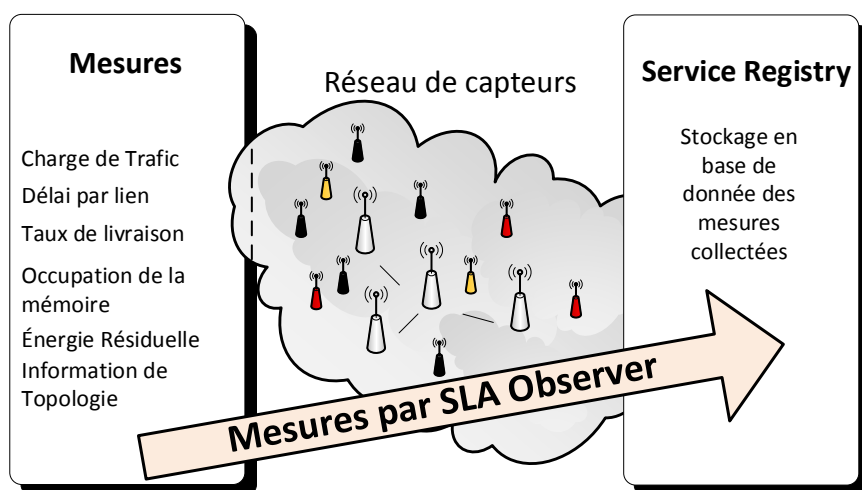 Mesures
Charge de Trafic
Délai par lien
Taux de livraison
Occupation de la
mémoire
Énergie Résiduelle
Information de
Topologie
Réseau de capteurs
Service Registry
Stockage en
base de
donnée des
mesures
collectées
Mesures par SLA Observer